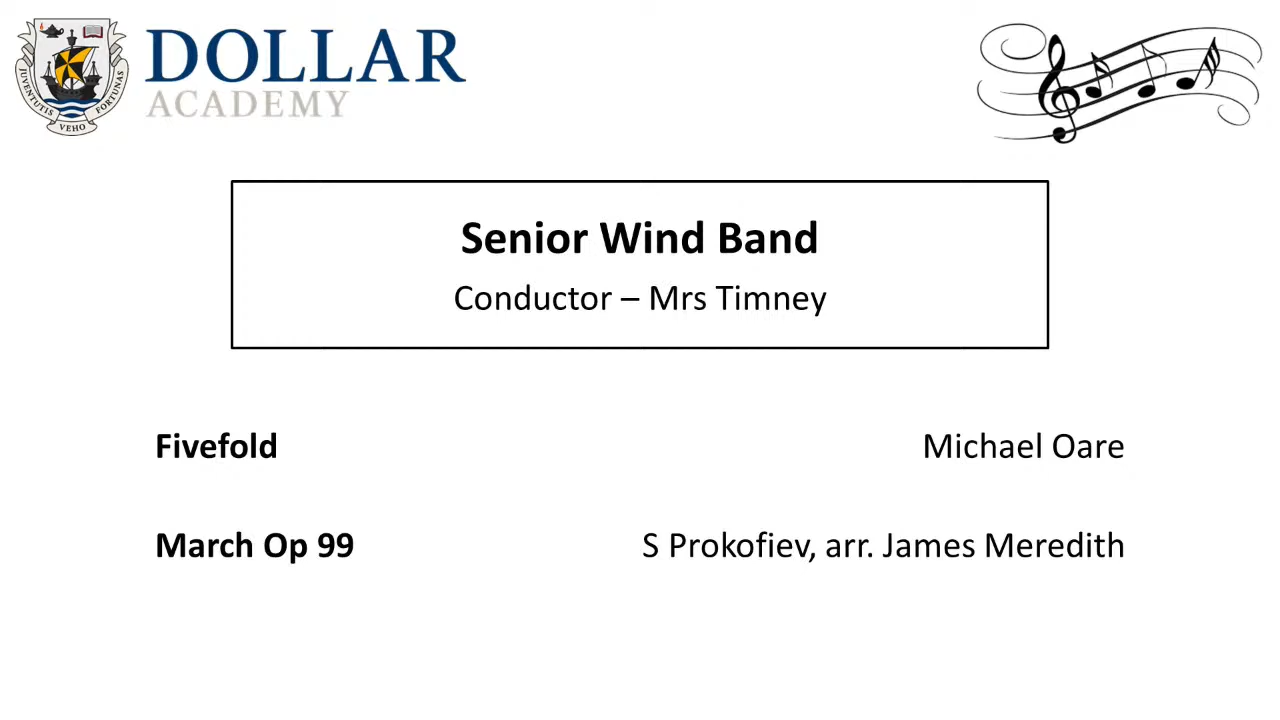 DOLLAR
ACADEMY
JUVENTUTIS VEHO FORTUNAS
Senior Wind Band
Conductor – Mrs Timney
Fivefold Michael Oare
March Op 99 S Prokofiev, arr. James Meredith